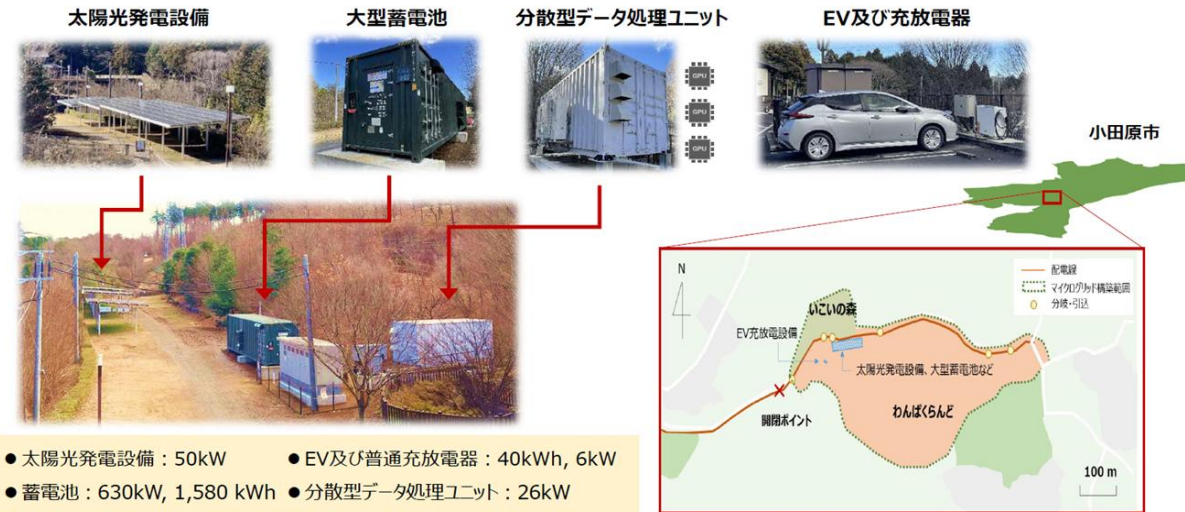 太陽光発電設備
大型蓄電池
分散型データ処理ユニット
EV及び充放電器
GPU
GPU
GPU
小田原市
N
配電線
マイクログリッド構築範囲
分岐・引込
いこいの森
EV充放電設備
太陽光発電設備、大型蓄電池など
わんぱくらんど
開閉ポイント
100 m
● 太陽光発電設備：50kW
● EV及び普通充放電器：40kWh, 6kW
● 蓄電池：630kW, 1,580 kWh
● 分散型データ処理ユニット：26kW